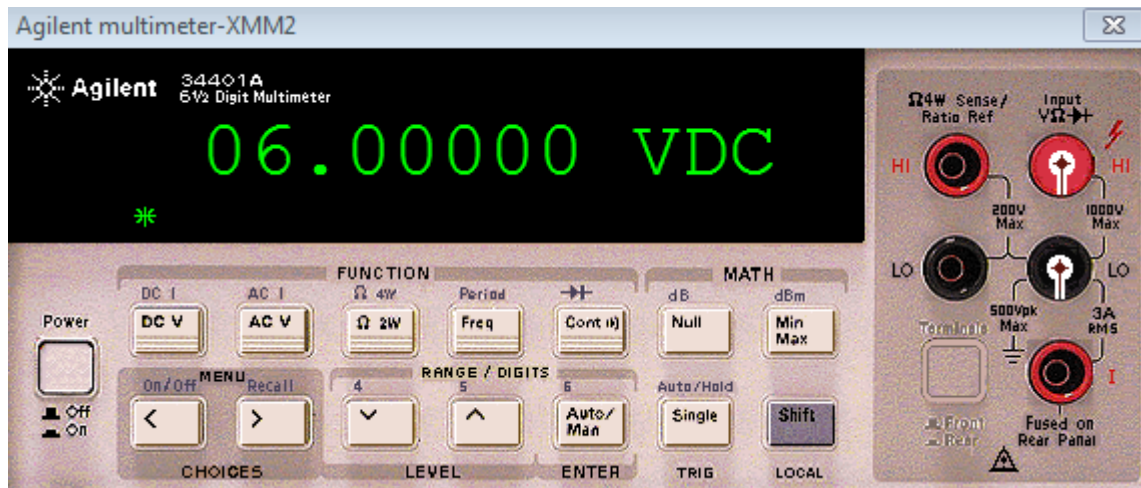 Agilent multimeter-XMM2
Agilent 34401A
6½ Digit Multimeter
06.00000 VDC
Ω4W Sense/
Ratio Ref
Input
VΩ
HI
HI
200V
Max
1000V
Max
LO
LO
500Vpk
Max
3A
RMS
Terminals
I
Front
Rear
Fused on
Rear Panal
FUNCTION
MATH
DC I
AC I
Ω 4W
Period
dB
dBm
Power
DC V
AC V
Ω 2W
Freq
Cont
Null
Min
Max
Off
On
MENU
RANGE / DIGITS
On/Off
Recall
4
5
6
Auto/Hold
<
>
Auto/
Man
Single
Shift
CHOICES
LEVEL
ENTER
TRIG
LOCAL